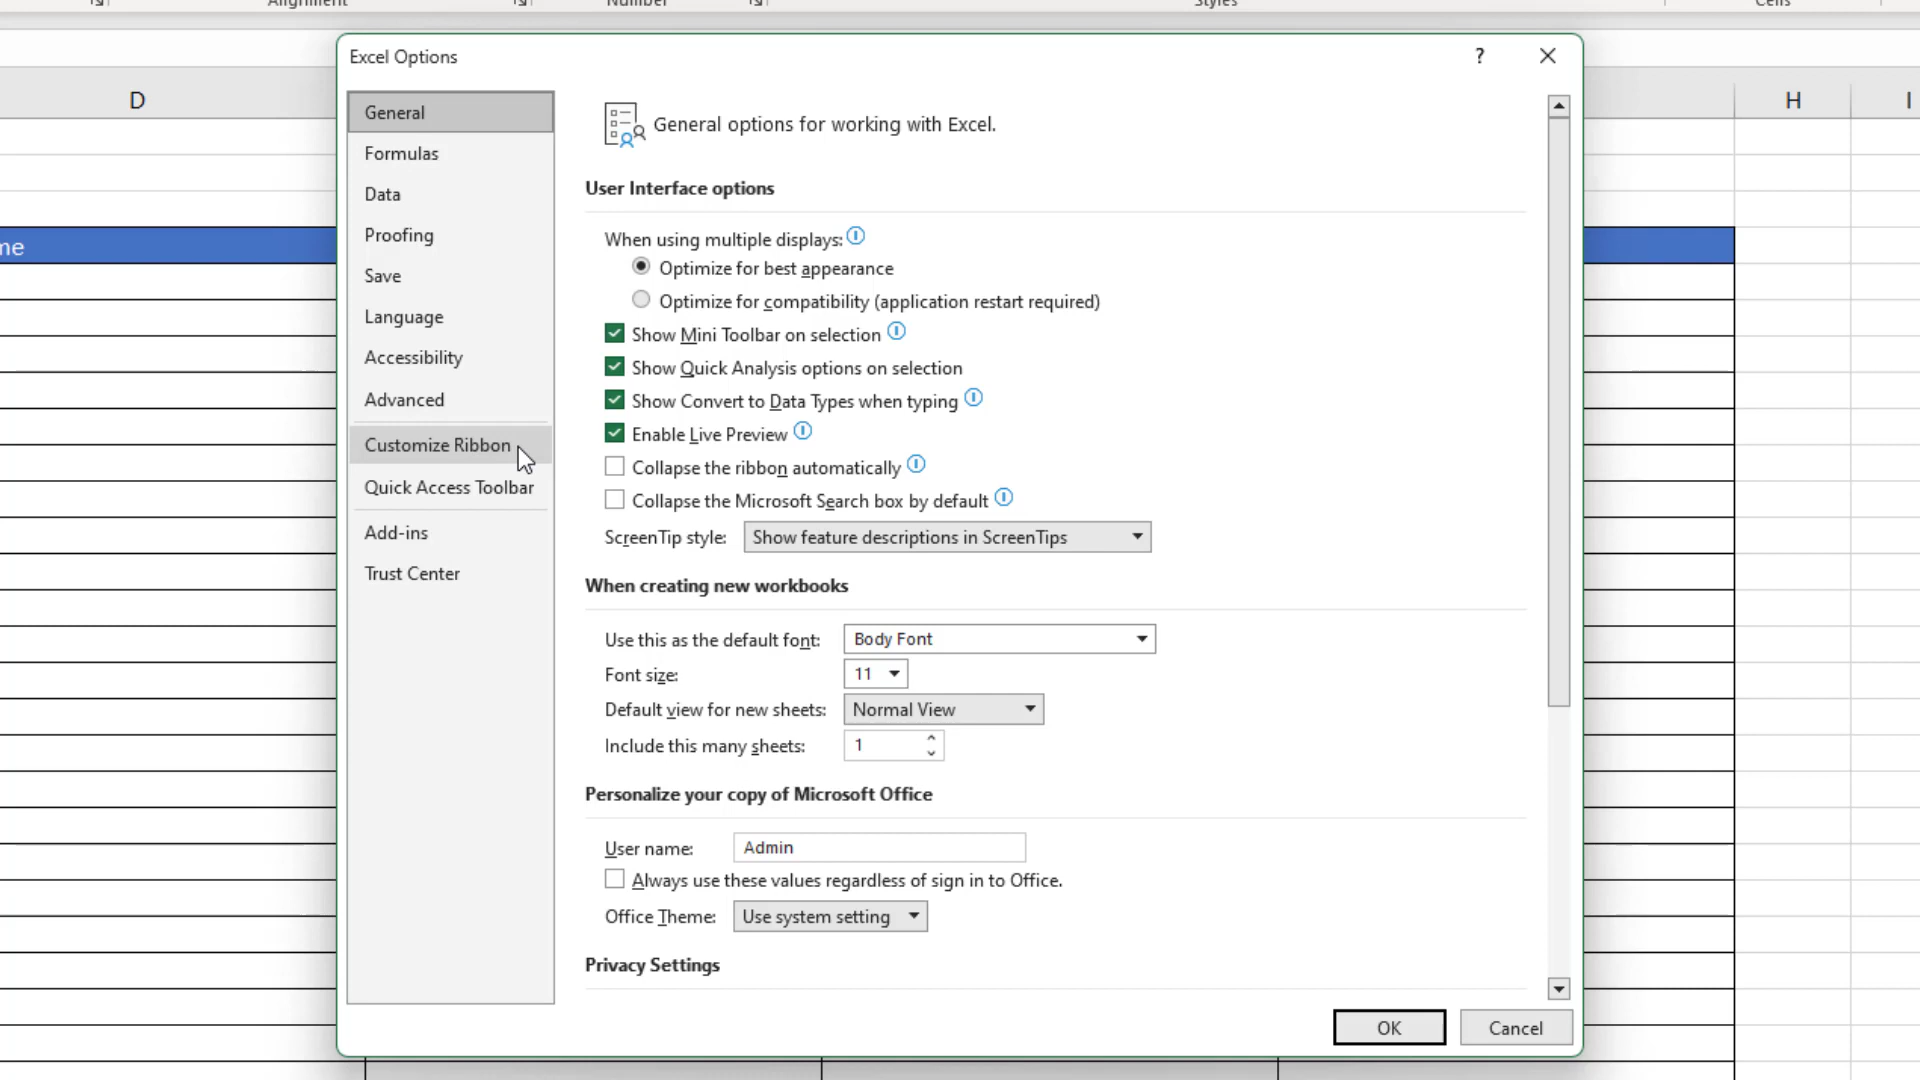 Alignment Number Styles Cells
Excel Options ?
D H I
me
General
Formulas
Data
Proofing
Save
Language
Accessibility
Advanced
Customize Ribbon
Quick Access Toolbar
Add-ins
Trust Center
General options for working with Excel.
User Interface options
When using multiple displays:
Optimize for best appearance
Optimize for compatibility (application restart required)
Show Mini Toolbar on selection
Show Quick Analysis options on selection
Show Convert to Data Types when typing
Enable Live Preview
Collapse the ribbon automatically
Collapse the Microsoft Search box by default
ScreenTip style: Show feature descriptions in ScreenTips
When creating new workbooks
Use this as the default font: Body Font
Font size: 11
Default view for new sheets: Normal View
Include this many sheets: 1
Personalize your copy of Microsoft Office
User name: Admin
Always use these values regardless of sign in to Office.
Office Theme: Use system setting
Privacy Settings
OK Cancel